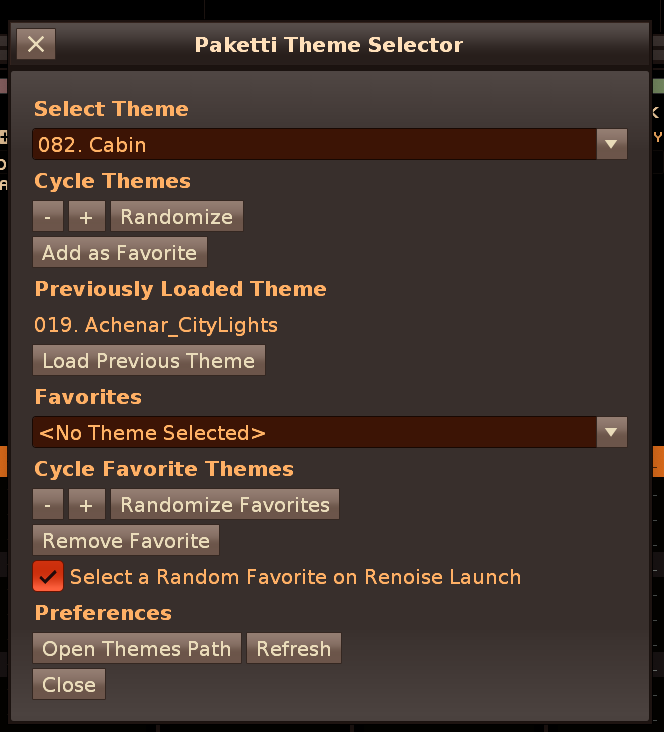 Paketti Theme Selector
Select Theme
082. Cabin
Cycle Themes
- + Randomize
Add as Favorite
Previously Loaded Theme
019. Achenar_CityLights
Load Previous Theme
Favorites
<No Theme Selected>
Cycle Favorite Themes
- + Randomize Favorites
Remove Favorite
Select a Random Favorite on Renoise Launch
Preferences
Open Themes Path Refresh
Close